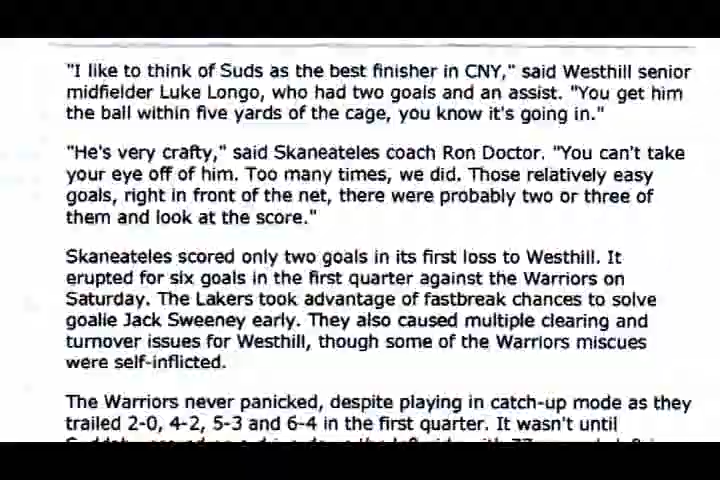 "I like to think of Suds as the best finisher in CNY," said Westhill senior
midfielder Luke Longo, who had two goals and an assist. "You get him
the ball within five yards of the cage, you know it's going in."
"He's very crafty," said Skaneateles coach Ron Doctor. "You can't take
your eye off of him. Too many times, we did. Those relatively easy
goals, right in front of the net, there were probably two or three of
them and look at the score."
Skaneateles scored only two goals in its first loss to Westhill. It
erupted for six goals in the first quarter against the Warriors on
Saturday. The Lakers took advantage of fastbreak chances to solve
goalie Jack Sweeney early. They also caused multiple clearing and
turnover issues for Westhill, though some of the Warriors miscues
were self-inflicted.
The Warriors never panicked, despite playing in catch-up mode as they
trailed 2-0, 4-2, 5-3 and 6-4 in the first quarter. It wasn't until